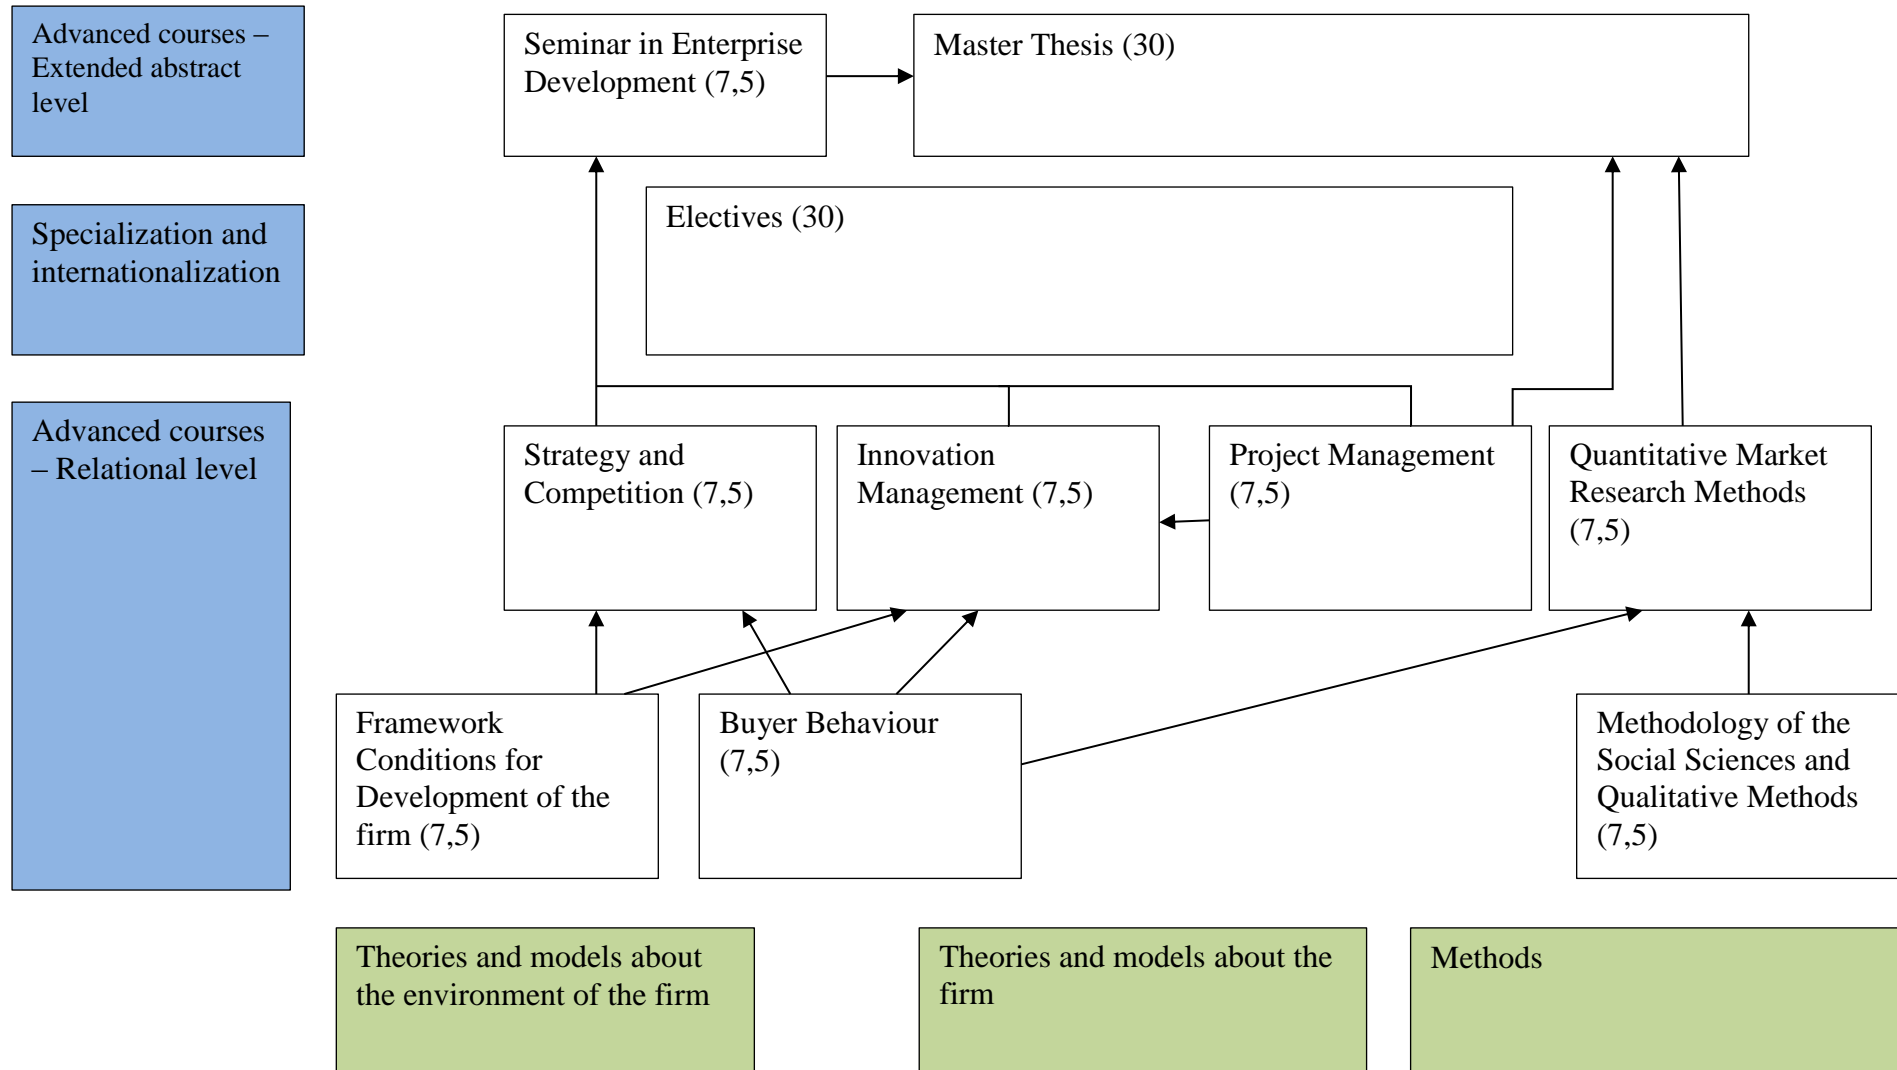 Advanced courses –
Extended abstract
level
Seminar in Enterprise
Development (7,5)
Master Thesis (30)
Specialization and
internationalization
Electives (30)
Advanced courses
– Relational level
Strategy and
Competition (7,5)
Innovation
Management (7,5)
Project Management
(7,5)
Quantitative Market
Research Methods
(7,5)
Framework
Conditions for
Development of the
firm (7,5)
Buyer Behaviour
(7,5)
Methodology of the
Social Sciences and
Qualitative Methods
(7,5)
Theories and models about
the environment of the firm
Theories and models about the
firm
Methods